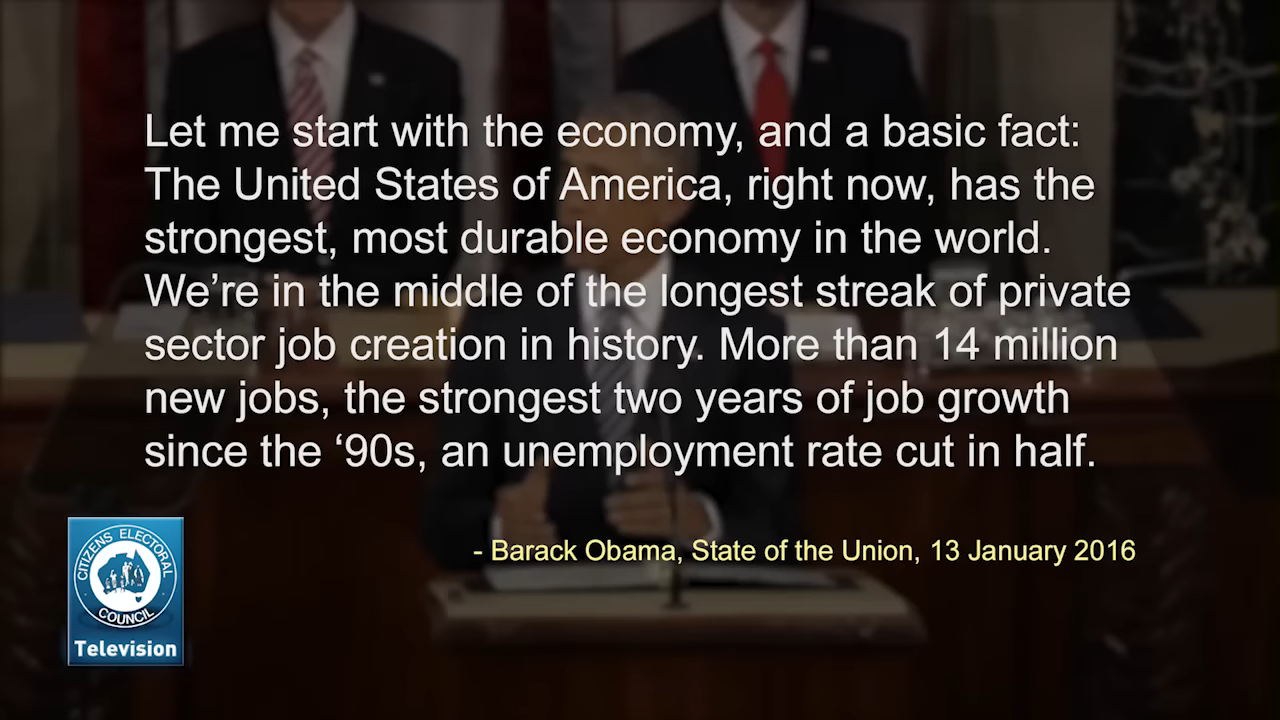 Let me start with the economy, and a basic fact:
The United States of America, right now, has the
strongest, most durable economy in the world.
We’re in the middle of the longest streak of private
sector job creation in history. More than 14 million
new jobs, the strongest two years of job growth
since the ‘90s, an unemployment rate cut in half.
- Barack Obama, State of the Union, 13 January 2016
CITIZENS ELECTORAL
COUNCIL
Television